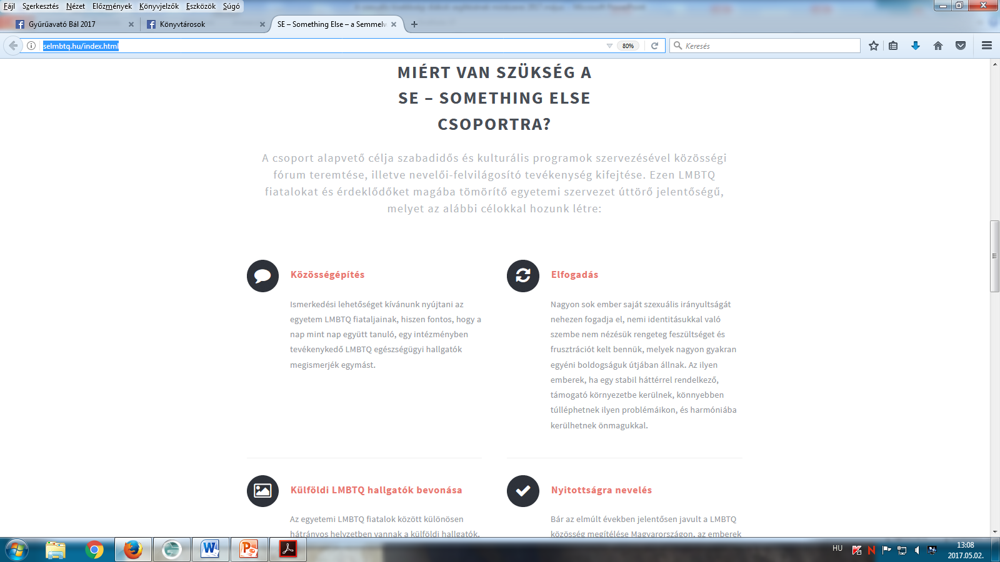 Fájl Szerkesztés Nézet Előzmények Könyvjelzők Eszközök Súgó
Gyűrűavató Bál 2017
Könyvtárosok
SE – Something Else – a Semmelw
selmbtq.hu/index.html
80%
Keresés
MIÉRT VAN SZÜKSÉG A
SE – SOMETHING ELSE
CSOPORTRA?
A csoport alapvető célja szabadidős és kulturális programok szervezésével közösségi
fórum teremtése, illetve nevelői-felvilágosító tevékenység kifejtése. Ezen LMBTQ
fiatalokat és érdeklődőket magába tömörítő egyetemi szervezet úttörő jelentőségű,
melyet az alábbi célokkal hozunk létre:
Közösségépítés
Ismerkedési lehetőséget kívánunk nyújtani az
egyetem LMBTQ fiataljainak, hiszen fontos, hogy a
nap mint nap együtt tanuló, egy intézményben
tevékenykedő LMBTQ egészségügyi hallgatók
megismerjék egymást.
Elfogadás
Nagyon sok ember saját szexuális irányultságát
nehezen fogadja el, nemi identitásukkal való
szembe nem nézésük rengeteg feszültséget és
frusztrációt kelt bennük, melyek nagyon gyakran
egyéni boldogságuk útjában állnak. Az ilyen
emberek, ha egy stabil háttérrel rendelkező,
támogató környezetbe kerülnek, könnyebben
túlléphetnek ilyen problémáikon, és harmóniába
kerülhetnek önmagukkal.
Külföldi LMBTQ hallgatók bevonása
Az egyetemi LMBTQ fiatalok között különösen
hátrányos helyzetben vannak a külföldi hallgatók,
Nyitottságra nevelés
Bár az elmúlt években jelentősen javult a LMBTQ
közösség megítélése Magyarországon, az emberek
HU
13:08
2017.05.02.